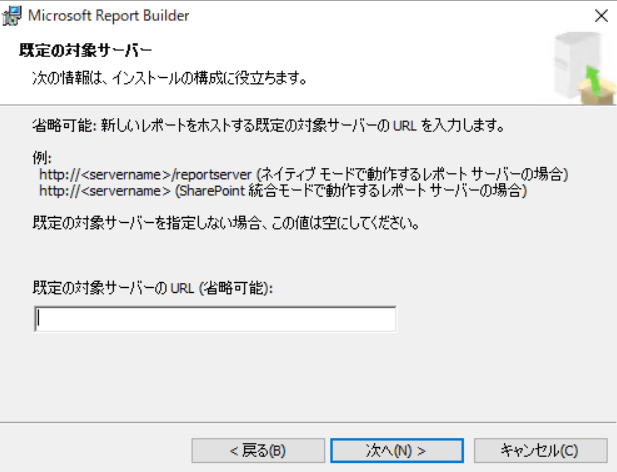 Microsoft Report Builder
既定の対象サーバー
次の情報は、インストールの構成に役立ちます。
省略可能: 新しいレポートをホストする既定の対象サーバーの URL を入力します。
例:
http://<servername>/reportserver (ネイティブ モードで動作するレポート サーバーの場合)
http://<servername> (SharePoint 統合モードで動作するレポート サーバーの場合)
既定の対象サーバーを指定しない場合、この値は空にしてください。
既定の対象サーバーの URL (省略可能):
< 戻る(B)
次へ(N) >
キャンセル(C)